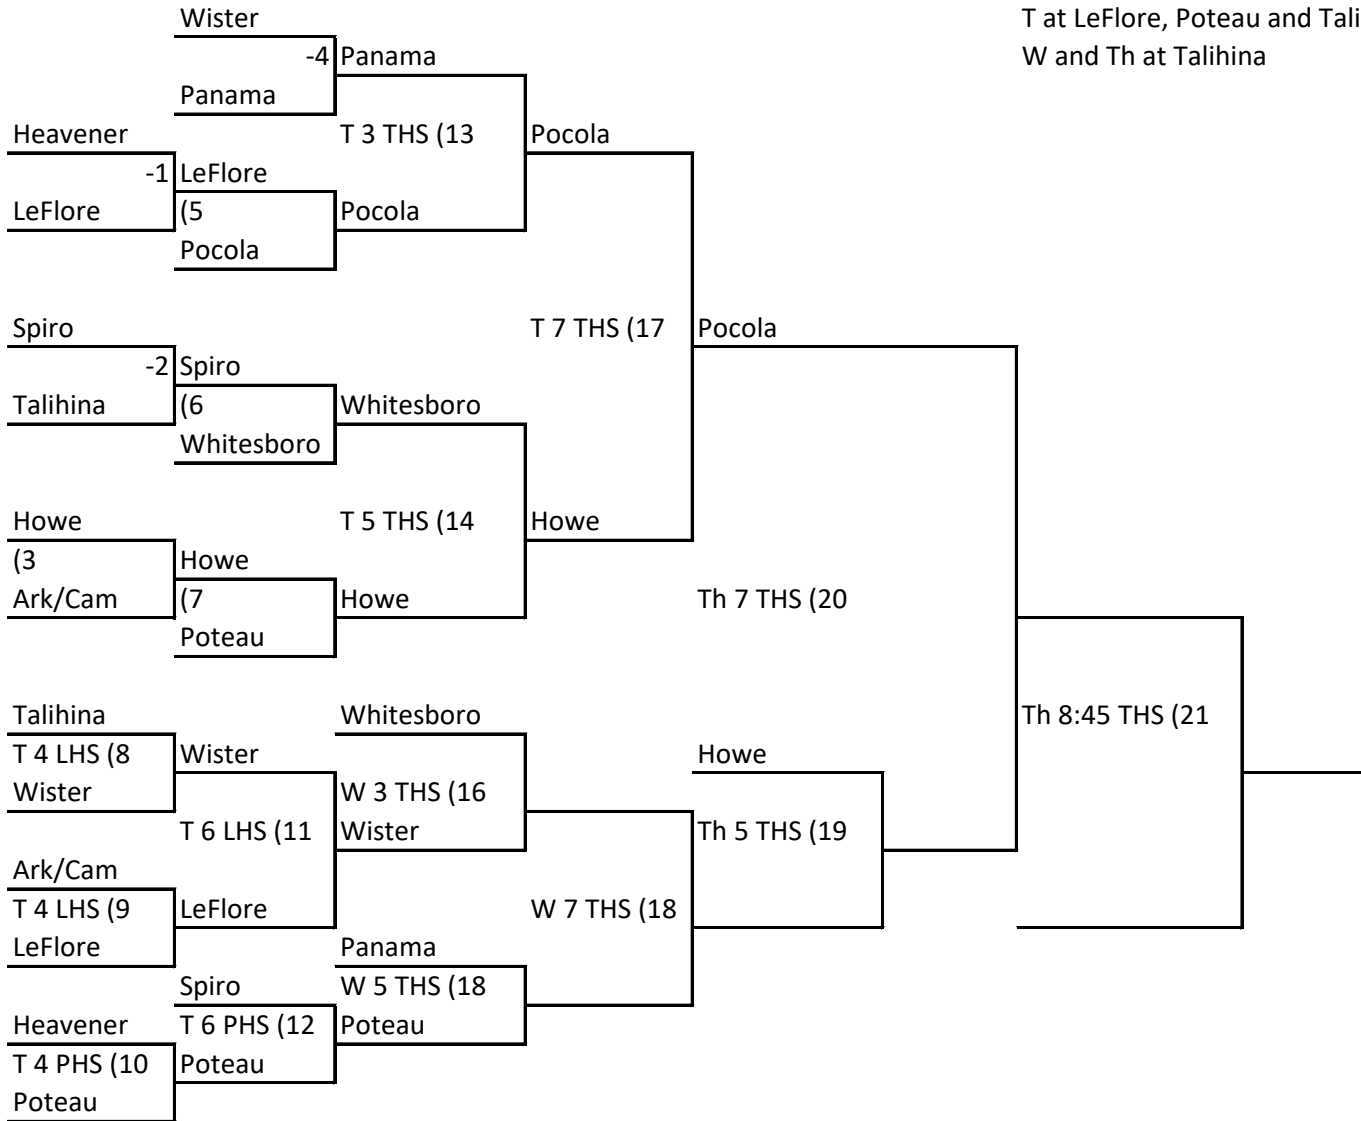 Wister
T at LeFlore, Poteau and Tali
-4 Panama
W and Th at Talihina
Panama
Heavener
T 3 THS (13
Pocola
-1 LeFlore
LeFlore
(5
Pocola
Pocola
Spiro
T 7 THS (17
Pocola
-2 Spiro
Talihina
(6
Whitesboro
Whitesboro
Howe
T 5 THS (14
Howe
(3
Howe
Ark/Cam
(7
Howe
Th 7 THS (20
Poteau
Talihina
Whitesboro
Th 8:45 THS (21
T 4 LHS (8
Wister
Howe
Wister
W 3 THS (16
T 6 LHS (11
Wister
Th 5 THS (19
Ark/Cam
T 4 LHS (9
LeFlore
W 7 THS (18
LeFlore
Panama
Spiro
W 5 THS (18
Heavener
T 6 PHS (12
Poteau
T 4 PHS (10
Poteau
Poteau